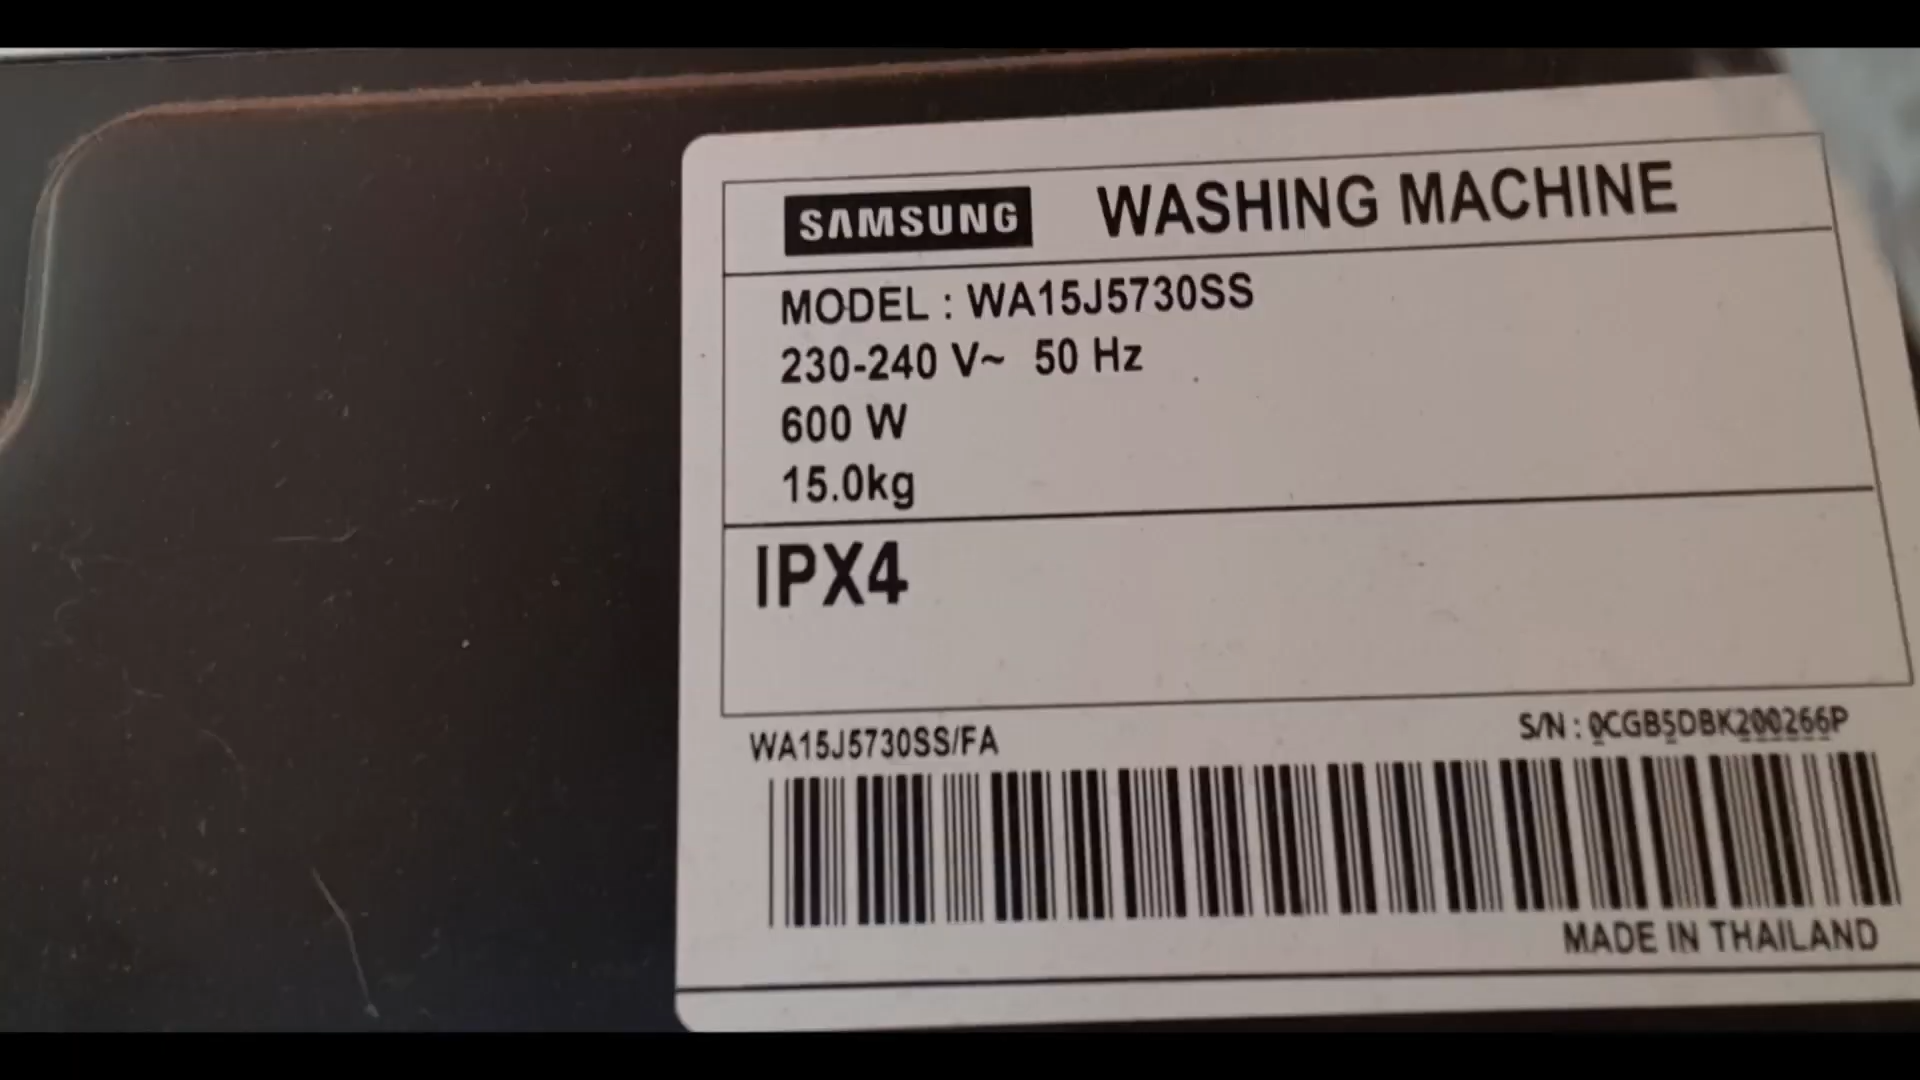 SAMSUNG WASHING MACHINE
MODEL : WA15J5730SS
230-240 V~ 50 Hz
600 W
15.0kg
IPX4
WA15J5730SS/FA
S/N : 0CGB5DBK200266P
MADE IN THAILAND